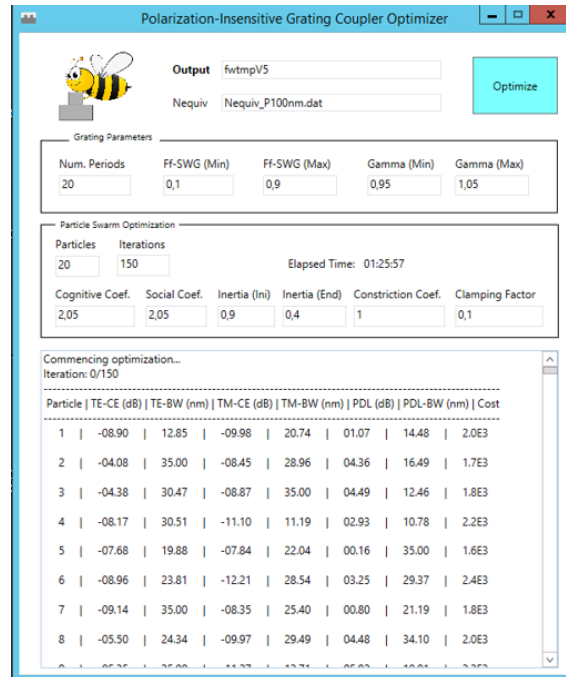 Polarization-Insensitive Grating Coupler Optimizer
Output fwtmpV5
Optimize
Nequiv Nequiv_P100nm.dat
Grating Parameters
Num. Periods Ff-SWG (Min) Ff-SWG (Max) Gamma (Min) Gamma (Max)
20 0,1 0,9 0,95 1,05
Particle Swarm Optimization
Particles Iterations
20 150 Elapsed Time: 01:25:57
Cognitive Coef. Social Coef. Inertia (Ini) Inertia (End) Constriction Coef. Clamping Factor
2,05 2,05 0,9 0,4 1 0,1
Commencing optimization...
Iteration: 0/150
Particle | TE-CE (dB) | TE-BW (nm) | TM-CE (dB) | TM-BW (nm) | PDL (dB) | PDL-BW (nm) | Cost
1 | -08.90 | 12.85 | -09.98 | 20.74 | 01.07 | 14.48 | 2.0E3
2 | -04.08 | 35.00 | -08.45 | 28.96 | 04.36 | 16.49 | 1.7E3
3 | -04.38 | 30.47 | -08.87 | 35.00 | 04.49 | 12.46 | 1.8E3
4 | -08.17 | 30.51 | -11.10 | 11.19 | 02.93 | 10.78 | 2.2E3
5 | -07.68 | 19.88 | -07.84 | 22.04 | 00.16 | 35.00 | 1.6E3
6 | -08.96 | 23.81 | -12.21 | 28.54 | 03.25 | 29.37 | 2.4E3
7 | -09.14 | 35.00 | -08.35 | 25.40 | 00.80 | 21.19 | 1.8E3
8 | -05.50 | 24.34 | -09.97 | 29.49 | 04.48 | 34.10 | 2.0E3